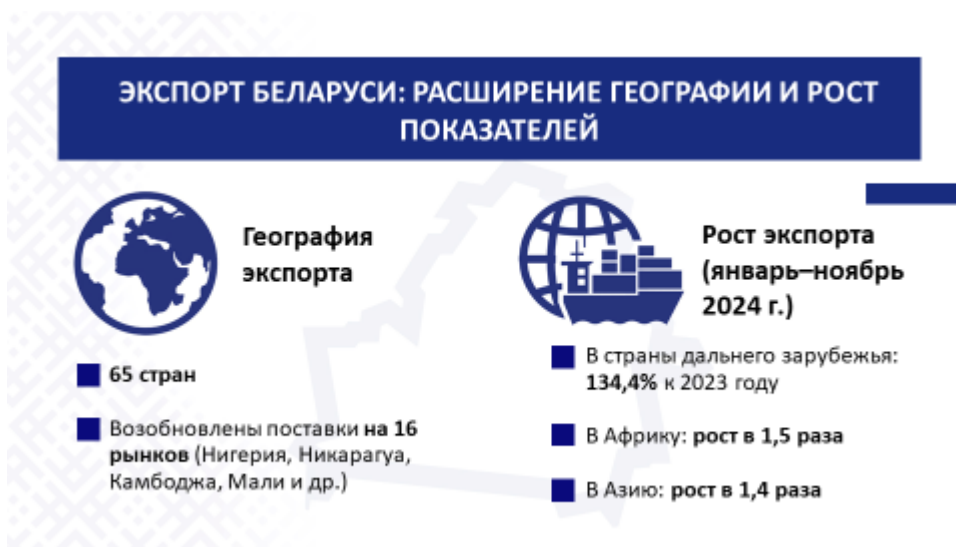 ЭКСПОРТ БЕЛАРУСИ: РАСШИРЕНИЕ ГЕОГРАФИИ И РОСТ
ПОКАЗАТЕЛЕЙ
География
экспорта
65 стран
Возобновлены поставки на 16
рынков (Нигерия, Никарагуа,
Камбоджа, Мали и др.)
Рост экспорта
(январь–ноябрь
2024 г.)
В страны дальнего зарубежья:
134,4% к 2023 году
В Африку: рост в 1,5 раза
В Азию: рост в 1,4 раза